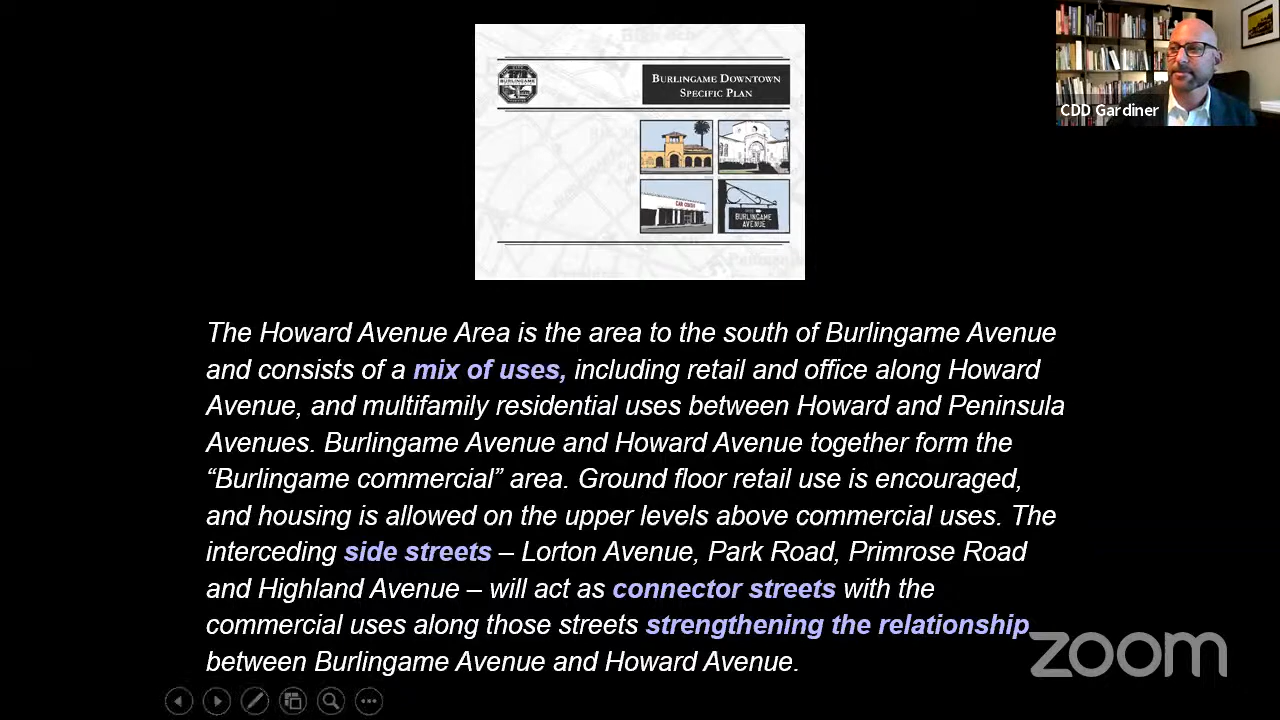 BURLINGAME
BURLINGAME DOWNTOWN
SPECIFIC PLAN
BURLINGAME
AVENUE
CDD Gardiner
The Howard Avenue Area is the area to the south of Burlingame Avenue
and consists of a mix of uses, including retail and office along Howard
Avenue, and multifamily residential uses between Howard and Peninsula
Avenues. Burlingame Avenue and Howard Avenue together form the
“Burlingame commercial” area. Ground floor retail use is encouraged,
and housing is allowed on the upper levels above commercial uses. The
interceding side streets – Lorton Avenue, Park Road, Primrose Road
and Highland Avenue – will act as connector streets with the
commercial uses along those streets strengthening the relationship
between Burlingame Avenue and Howard Avenue.
zoom